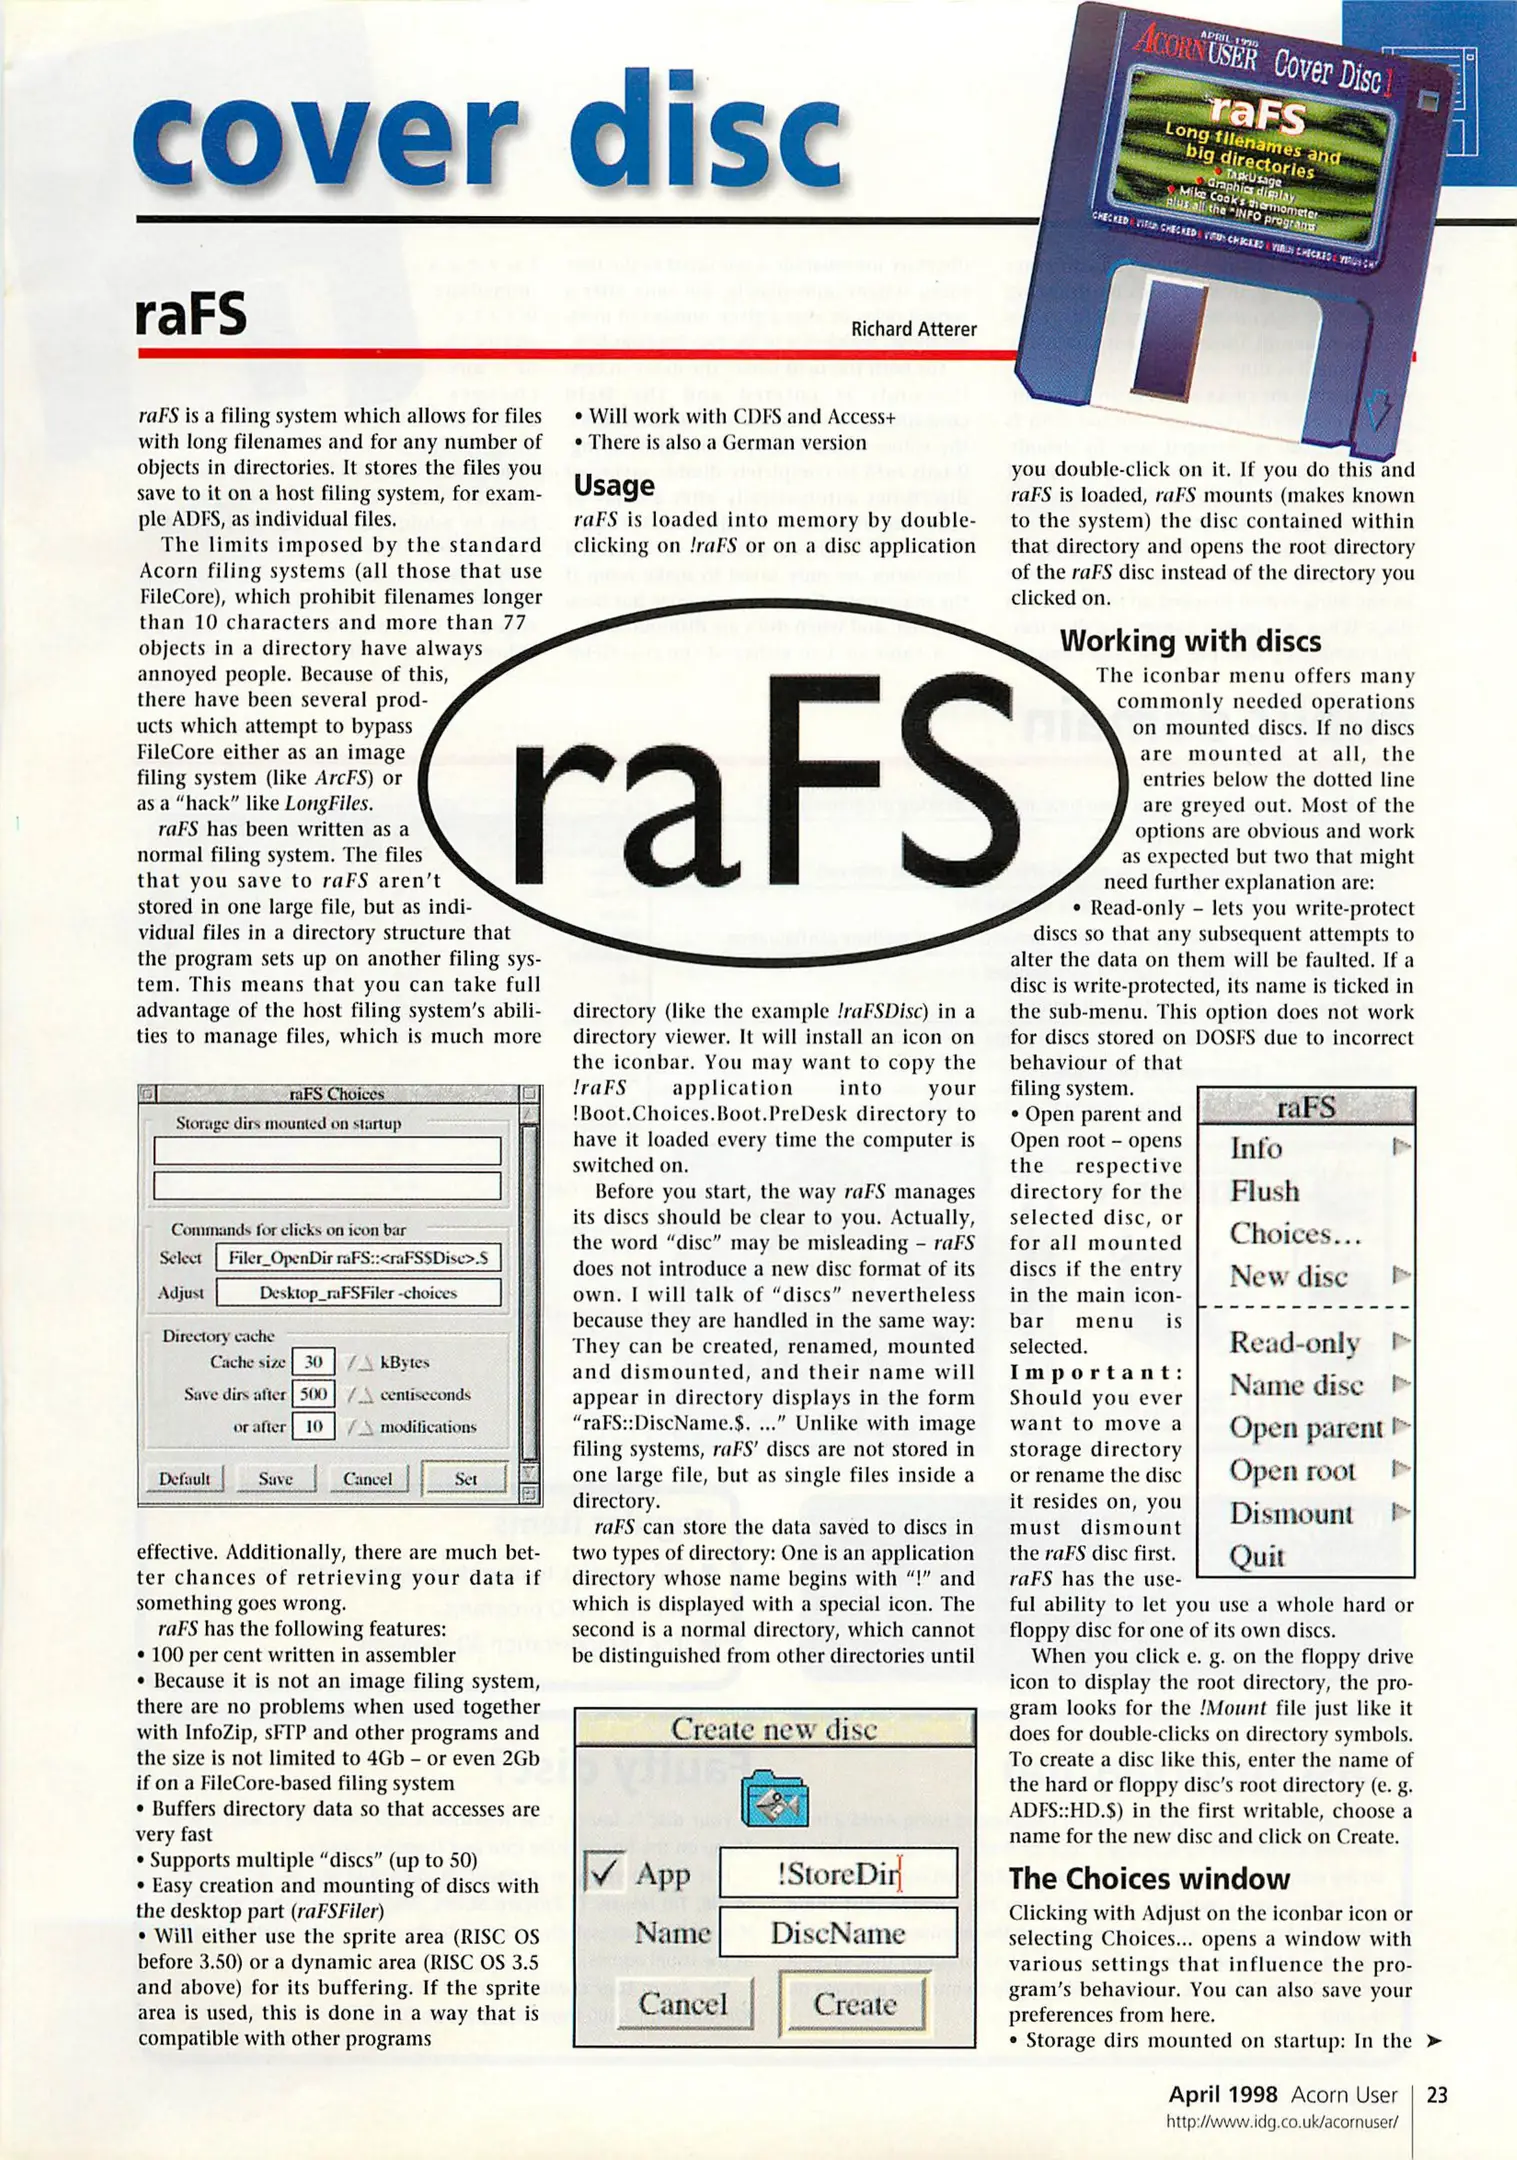 cover disc
ACORN USER
APRIL 1998
Cover Disc 1
raFS
Long filenames and
big directories
• TaskUsage
• Graphics display
• Mike Cook's thermometer
plus all the *INFO programs
raFS
Richard Atterer
raFS is a filing system which allows for files
with long filenames and for any number of
objects in directories. It stores the files you
save to it on a host filing system, for exam-
ple ADFS, as individual files.
The limits imposed by the standard
Acorn filing systems (all those that use
FileCore), which prohibit filenames longer
than 10 characters and more than 77
objects in a directory have always
annoyed people. Because of this,
there have been several prod-
ucts which attempt to bypass
FileCore either as an image
filing system (like ArcFS) or
as a "hack" like LongFiles.
raFS has been written as a
normal filing system. The files
that you save to raFS aren't
stored in one large file, but as indi-
vidual files in a directory structure that
the program sets up on another filing sys-
tem. This means that you can take full
advantage of the host filing system's abili-
ties to manage files, which is much more
raFS Choices
Storage dirs mounted on startup
Commands for clicks on icon bar
Select Filer_OpenDir raFS::<raFS$Disc>.$
Adjust Desktop_raFSFiler -choices
Directory cache
Cache size 30 kBytes
Save dirs after 500 centiseconds
or after 10 modifications
Default Save Cancel Set
effective. Additionally, there are much bet-
ter chances of retrieving your data if
something goes wrong.
raFS has the following features:
• 100 per cent written in assembler
• Because it is not an image filing system,
there are no problems when used together
with InfoZip, sFTP and other programs and
the size is not limited to 4Gb – or even 2Gb
if on a FileCore-based filing system
• Buffers directory data so that accesses are
very fast
• Supports multiple "discs" (up to 50)
• Easy creation and mounting of discs with
the desktop part (raFSFiler)
• Will either use the sprite area (RISC OS
before 3.50) or a dynamic area (RISC OS 3.5
and above) for its buffering. If the sprite
area is used, this is done in a way that is
compatible with other programs
• Will work with CDFS and Access+
• There is also a German version
Usage
raFS is loaded into memory by double-
clicking on !raFS or on a disc application
raFS
directory (like the example !raFSDisc) in a
directory viewer. It will install an icon on
the iconbar. You may want to copy the
!raFS application into your
!Boot.Choices.Boot.PreDesk directory to
have it loaded every time the computer is
switched on.
Before you start, the way raFS manages
its discs should be clear to you. Actually,
the word "disc" may be misleading – raFS
does not introduce a new disc format of its
own. I will talk of "discs" nevertheless
because they are handled in the same way:
They can be created, renamed, mounted
and dismounted, and their name will
appear in directory displays in the form
"raFS::DiscName.$. ..." Unlike with image
filing systems, raFS' discs are not stored in
one large file, but as single files inside a
directory.
raFS can store the data saved to discs in
two types of directory: One is an application
directory whose name begins with "!" and
which is displayed with a special icon. The
second is a normal directory, which cannot
be distinguished from other directories until
Create new disc
App !StoreDir
Name DiscName
Cancel Create
you double-click on it. If you do this and
raFS is loaded, raFS mounts (makes known
to the system) the disc contained within
that directory and opens the root directory
of the raFS disc instead of the directory you
clicked on.
Working with discs
The iconbar menu offers many
commonly needed operations
on mounted discs. If no discs
are mounted at all, the
entries below the dotted line
are greyed out. Most of the
options are obvious and work
as expected but two that might
need further explanation are:
• Read-only – lets you write-protect
discs so that any subsequent attempts to
alter the data on them will be faulted. If a
disc is write-protected, its name is ticked in
the sub-menu. This option does not work
for discs stored on DOSFS due to incorrect
behaviour of that
filing system.
• Open parent and
Open root – opens
the respective
directory for the
selected disc, or
for all mounted
discs if the entry
in the main icon-
bar menu is
selected.
Important:
Should you ever
want to move a
storage directory
or rename the disc
it resides on, you
must dismount
the raFS disc first.
raFS has the use-
ful ability to let you use a whole hard or
floppy disc for one of its own discs.
When you click e. g. on the floppy drive
icon to display the root directory, the pro-
gram looks for the !Mount file just like it
does for double-clicks on directory symbols.
To create a disc like this, enter the name of
the hard or floppy disc's root directory (e. g.
ADFS::HD.$) in the first writable, choose a
name for the new disc and click on Create.
raFS
Info
Flush
Choices...
New disc
Read-only
Name disc
Open parent
Open root
Dismount
Quit
The Choices window
Clicking with Adjust on the iconbar icon or
selecting Choices... opens a window with
various settings that influence the pro-
gram's behaviour. You can also save your
preferences from here.
• Storage dirs mounted on startup: In the ➤
April 1998 Acorn User 23
http://www.idg.co.uk/acornuser/